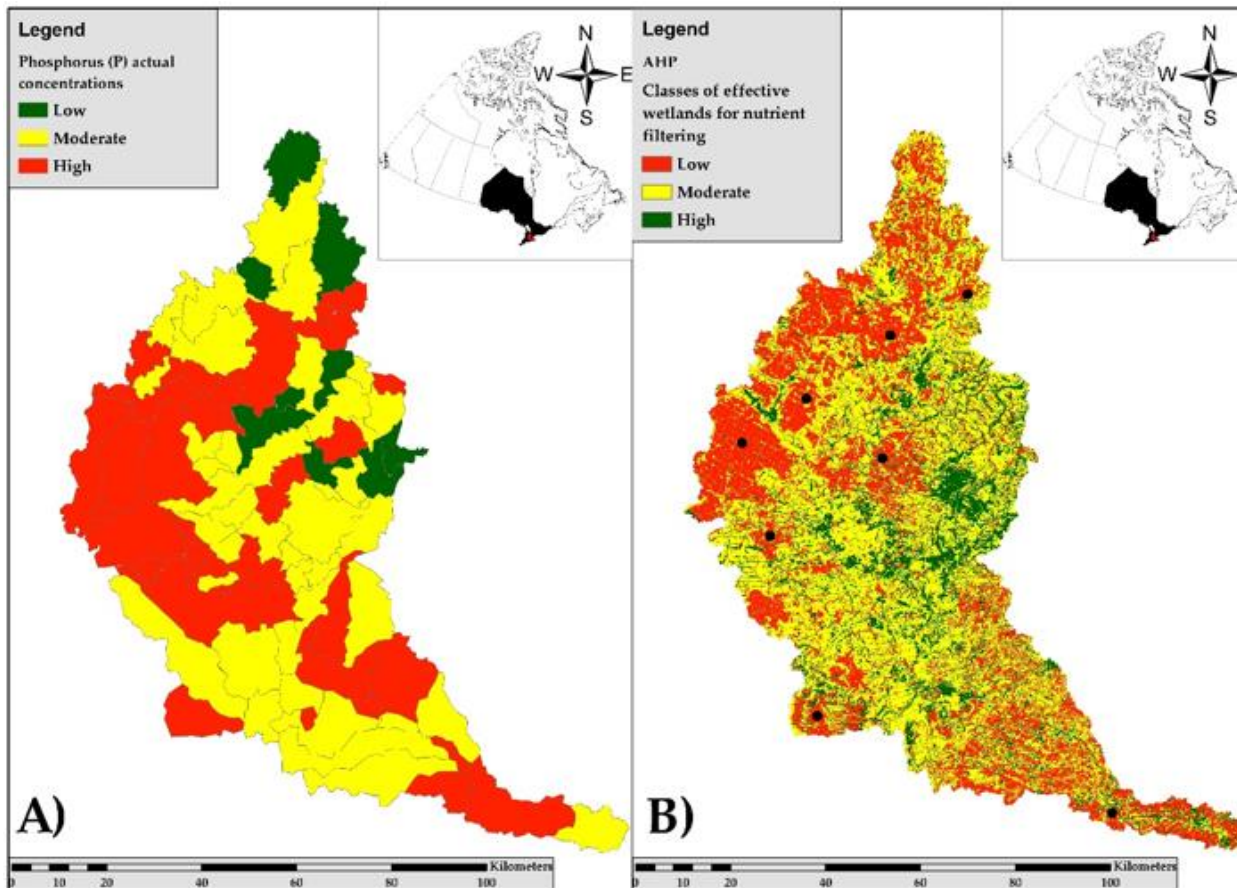 Legend
Phosphorus (P) actual
concentrations
Low
Moderate
High
N
W E
S
A)
Kilometers
0 10 20 40 60 80 100
Legend
AHP
Classes of effective
wetlands for nutrient
filtering
Low
Moderate
High
N
W
S
B)
Kilometers
0 10 20 40 60 80 100